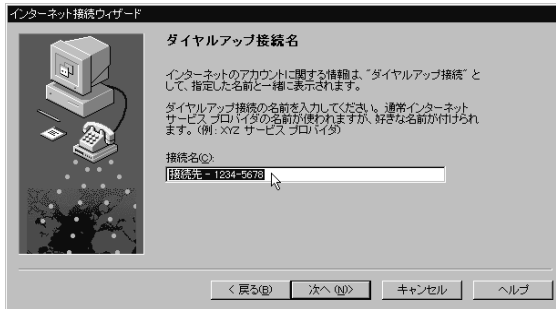 インターネット接続ウィザード
ダイヤルアップ接続名
インターネットのアカウントに関する情報は、"ダイヤルアップ接続" と
して、指定した名前と一緒に表示されます。
ダイヤルアップ接続の名前を入力してください。通常インターネット
サービス プロバイダの名前が使われますが、好きな名前が付けられ
ます。(例: XYZ サービス プロバイダ)
接続名(C):
接続先 - 1234-5678
< 戻る(B)
次へ (N)>
キャンセル
ヘルプ